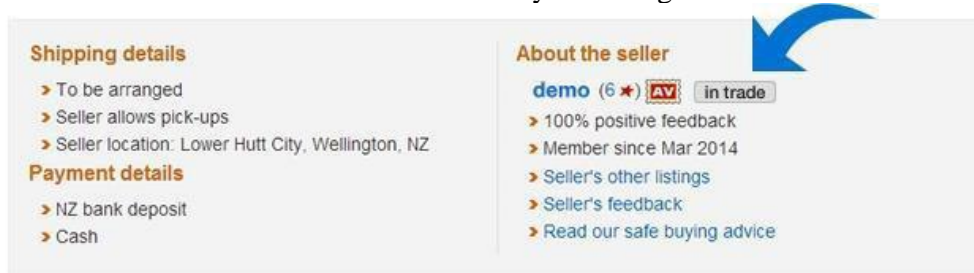 Shipping details
> To be arranged
> Seller allows pick-ups
> Seller location: Lower Hutt City, Wellington, NZ
Payment details
> NZ bank deposit
> Cash
About the seller
demo (6★) AV in trade
> 100% positive feedback
> Member since Mar 2014
> Seller's other listings
> Seller's feedback
> Read our safe buying advice